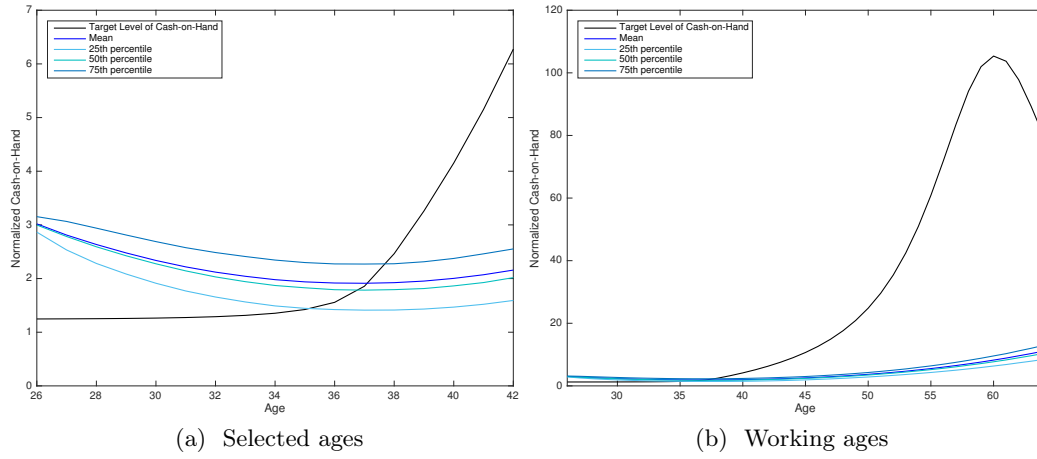 7
6
5
4
3
2
1
0
Normalized Cash-on-Hand
Target Level of Cash-on-Hand
Mean
25th percentile
50th percentile
75th percentile
26 28 30 32 34 36 38 40 42
Age
(a) Selected ages
120
100
80
60
40
20
0
Normalized Cash-on-Hand
Target Level of Cash-on-Hand
Mean
25th percentile
50th percentile
75th percentile
30 35 40 45 50 55 60
Age
(b) Working ages